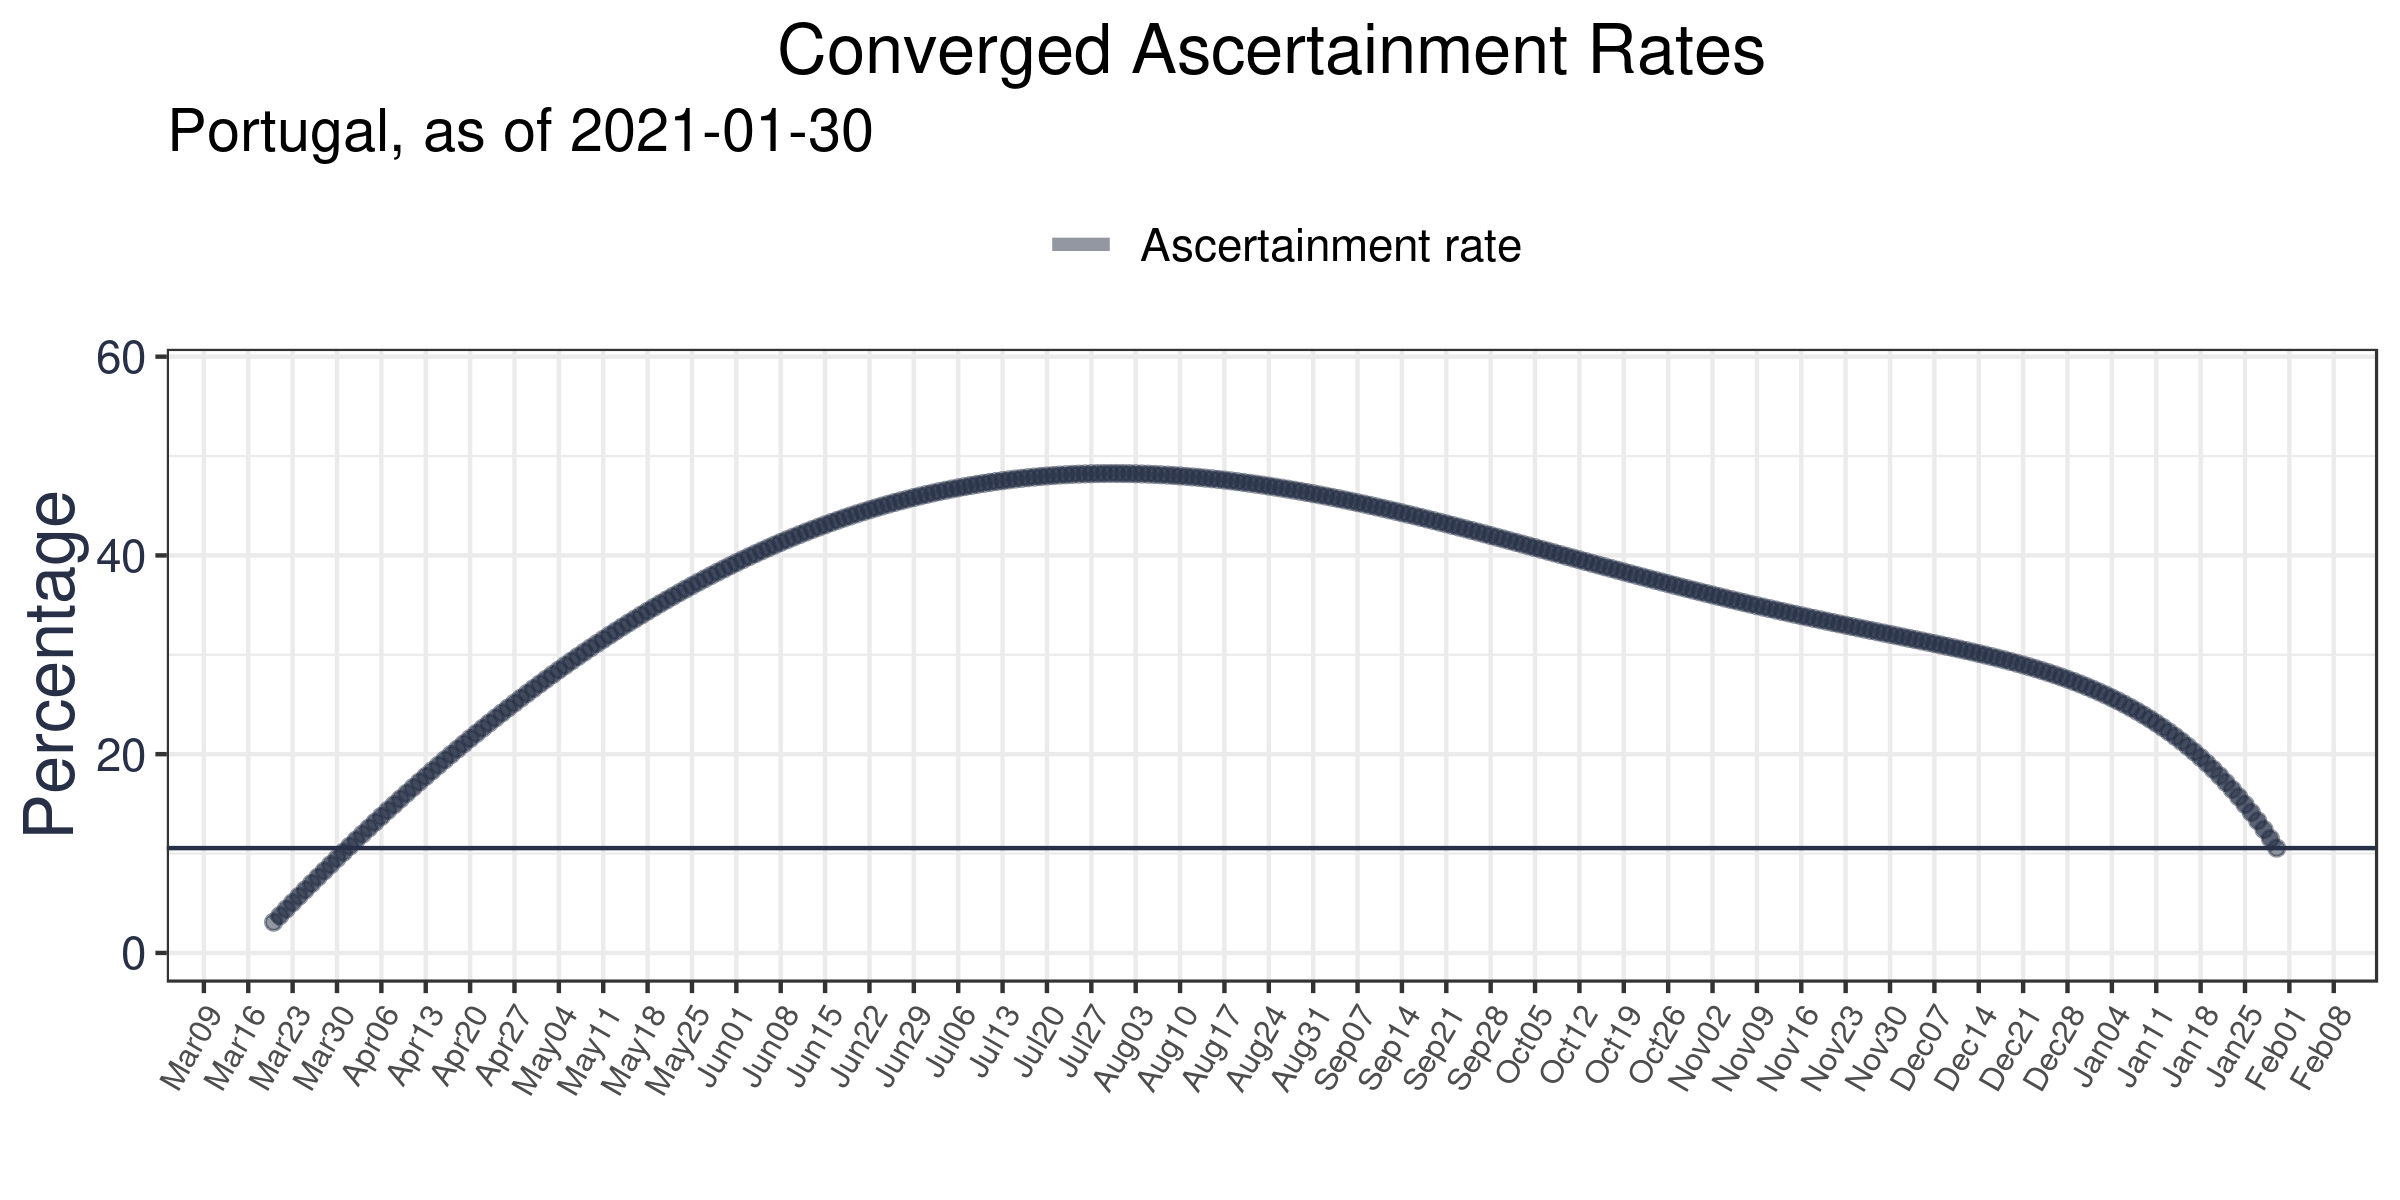 Converged Ascertainment Rates
Portugal, as of 2021-01-30
Ascertainment rate
Percentage
60
40
20
0
Mar09 Mar16 Mar23 Mar30 Apr06 Apr13 Apr20 Apr27 May04 May11 May18 May25 Jun01 Jun08 Jun15 Jun22 Jun29 Jul06 Jul13 Jul20 Jul27 Aug03 Aug10 Aug17 Aug24 Aug31 Sep07 Sep14 Sep21 Sep28 Oct05 Oct12 Oct19 Oct26 Nov02 Nov09 Nov16 Nov23 Nov30 Dec07 Dec14 Dec21 Dec28 Jan04 Jan11 Jan18 Jan25 Feb01 Feb08